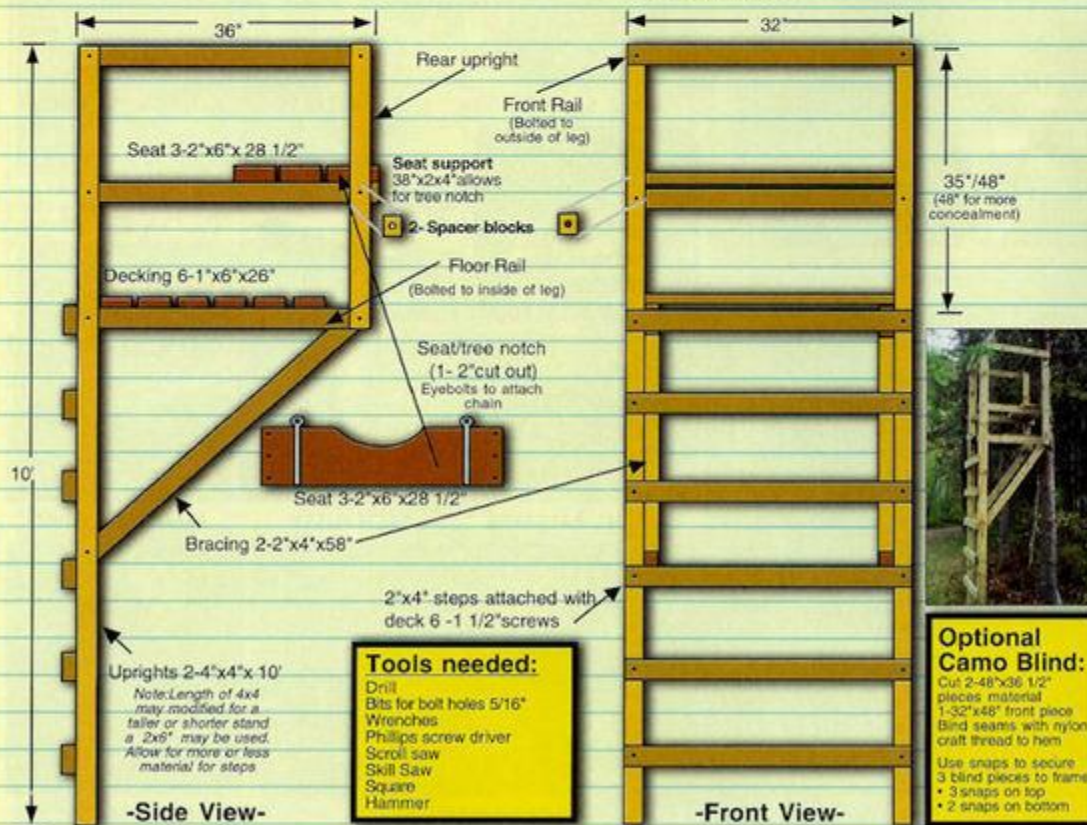 36"
32"
Rear upright
Front Rail
(Bolted to
outside of leg)
Seat 3-2"x6"x 28 1/2"
Seat support
38"x2x4"allows
for tree notch
35"/48"
(48" for more
concealment)
2- Spacer blocks
Decking 6-1"x6"x26"
Floor Rail
(Bolted to inside of leg)
Seat/tree notch
(1- 2"cut out)
Eyebolts to attach
chain
10'
Seat 3-2"x6"x28 1/2"
Bracing 2-2"x4"x58"
2"x4" steps attached with
deck 6 -1 1/2"screws
Uprights 2-4"x4"x 10'
Note:Length of 4x4
may modified for a
taller or shorter stand
a 2x6" may be used.
Allow for more or less
material for steps
Tools needed:
Drill
Bits for bolt holes 5/16"
Wrenches
Phillips screw driver
Scroll saw
Skill Saw
Square
Hammer
Optional
Camo Blind:
Cut 2-48"x36 1/2"
pieces material
1-32"x48" front piece
Bind seams with nylon
craft thread to hem
Use snaps to secure
3 blind pieces to frame
• 3 snaps on top
• 2 snaps on bottom
-Side View-
-Front View-